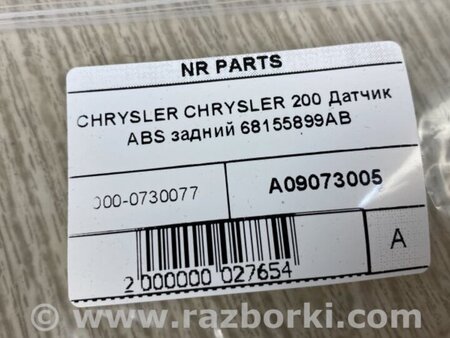 NR PARTS
CHRYSLER CHRYSLER 200 Датчик
ABS задний 68155899AB
000-0730077
A09073005
A
2 000000 027654
www.razborki.com